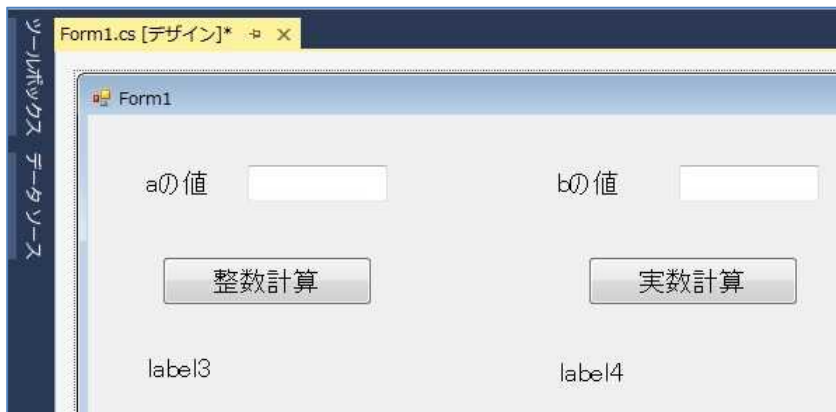 Form1.cs [デザイン]*
ツールボックス
データ ソース
Form1
aの値
bの値
整数計算
実数計算
label3
label4